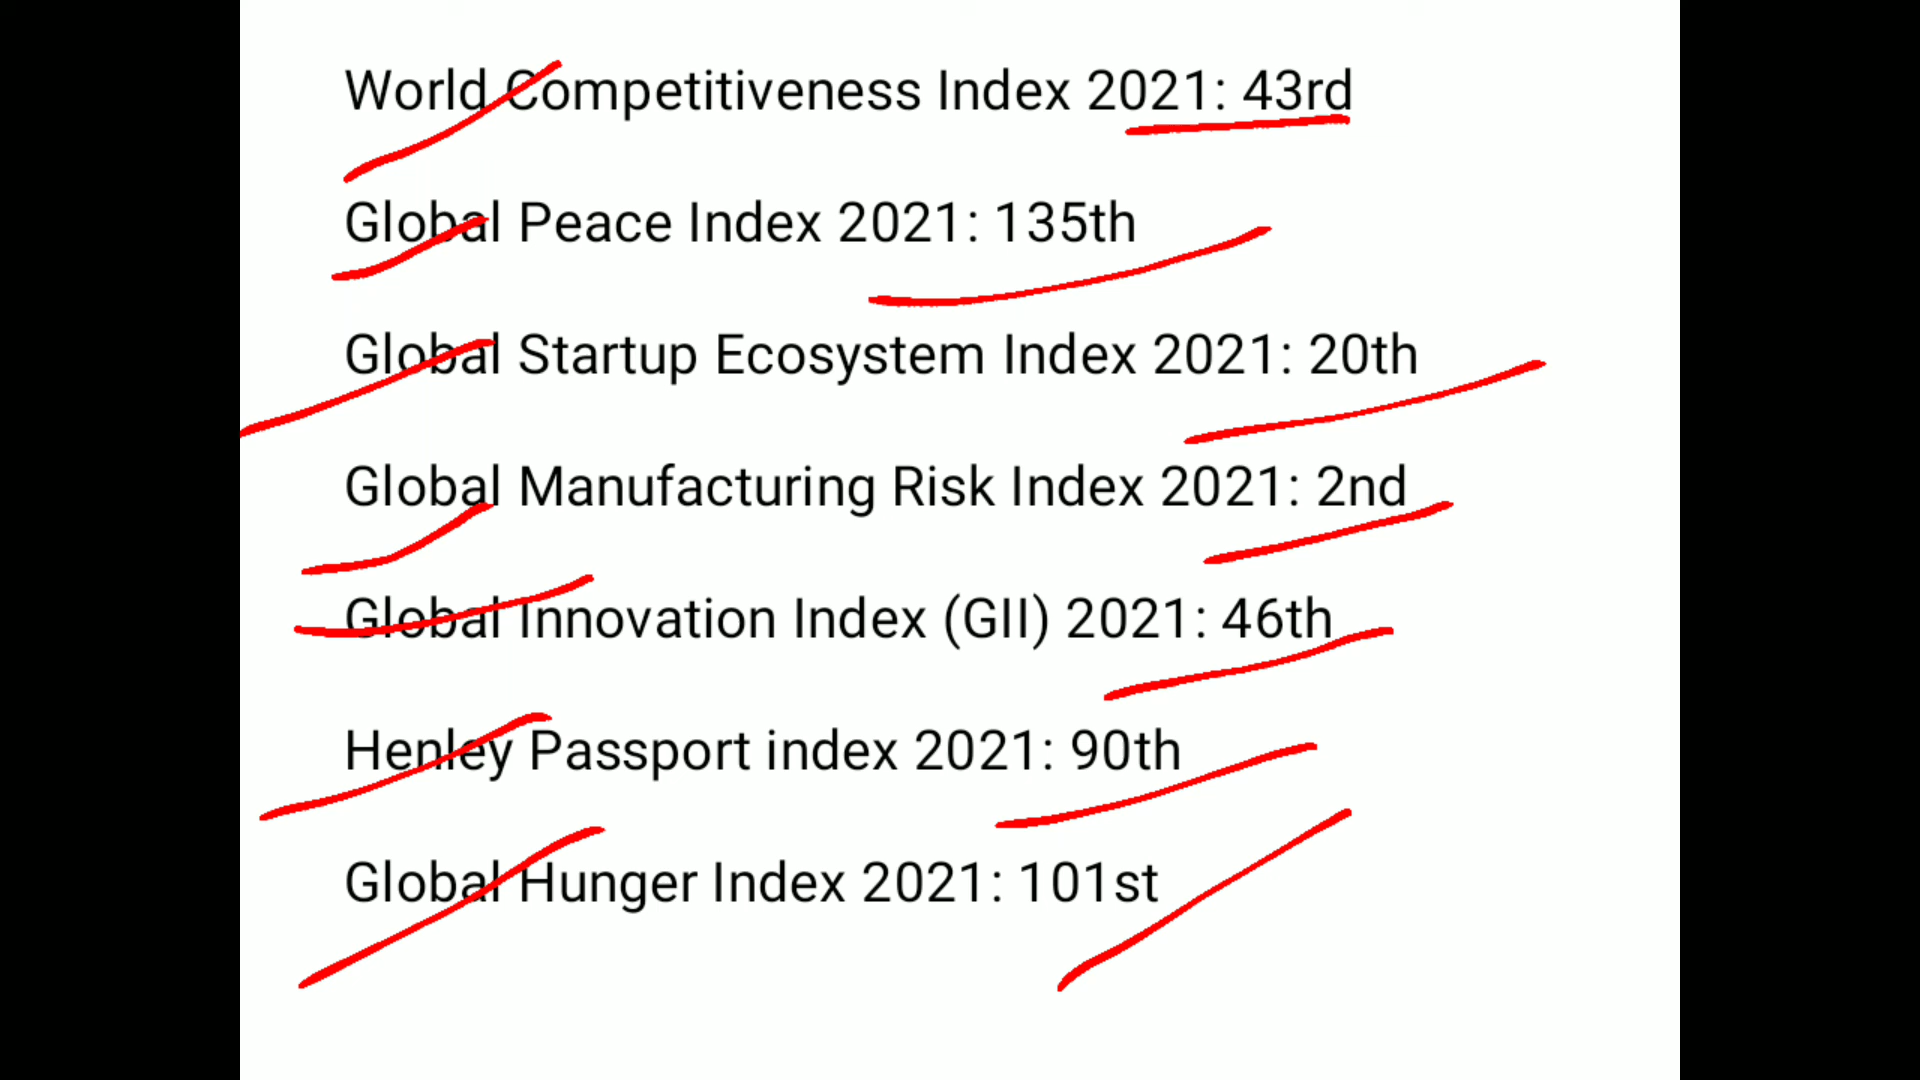 World Competitiveness Index 2021: 43rd
Global Peace Index 2021: 135th
Global Startup Ecosystem Index 2021: 20th
Global Manufacturing Risk Index 2021: 2nd
Global Innovation Index (GII) 2021: 46th
Henley Passport index 2021: 90th
Global Hunger Index 2021: 101st